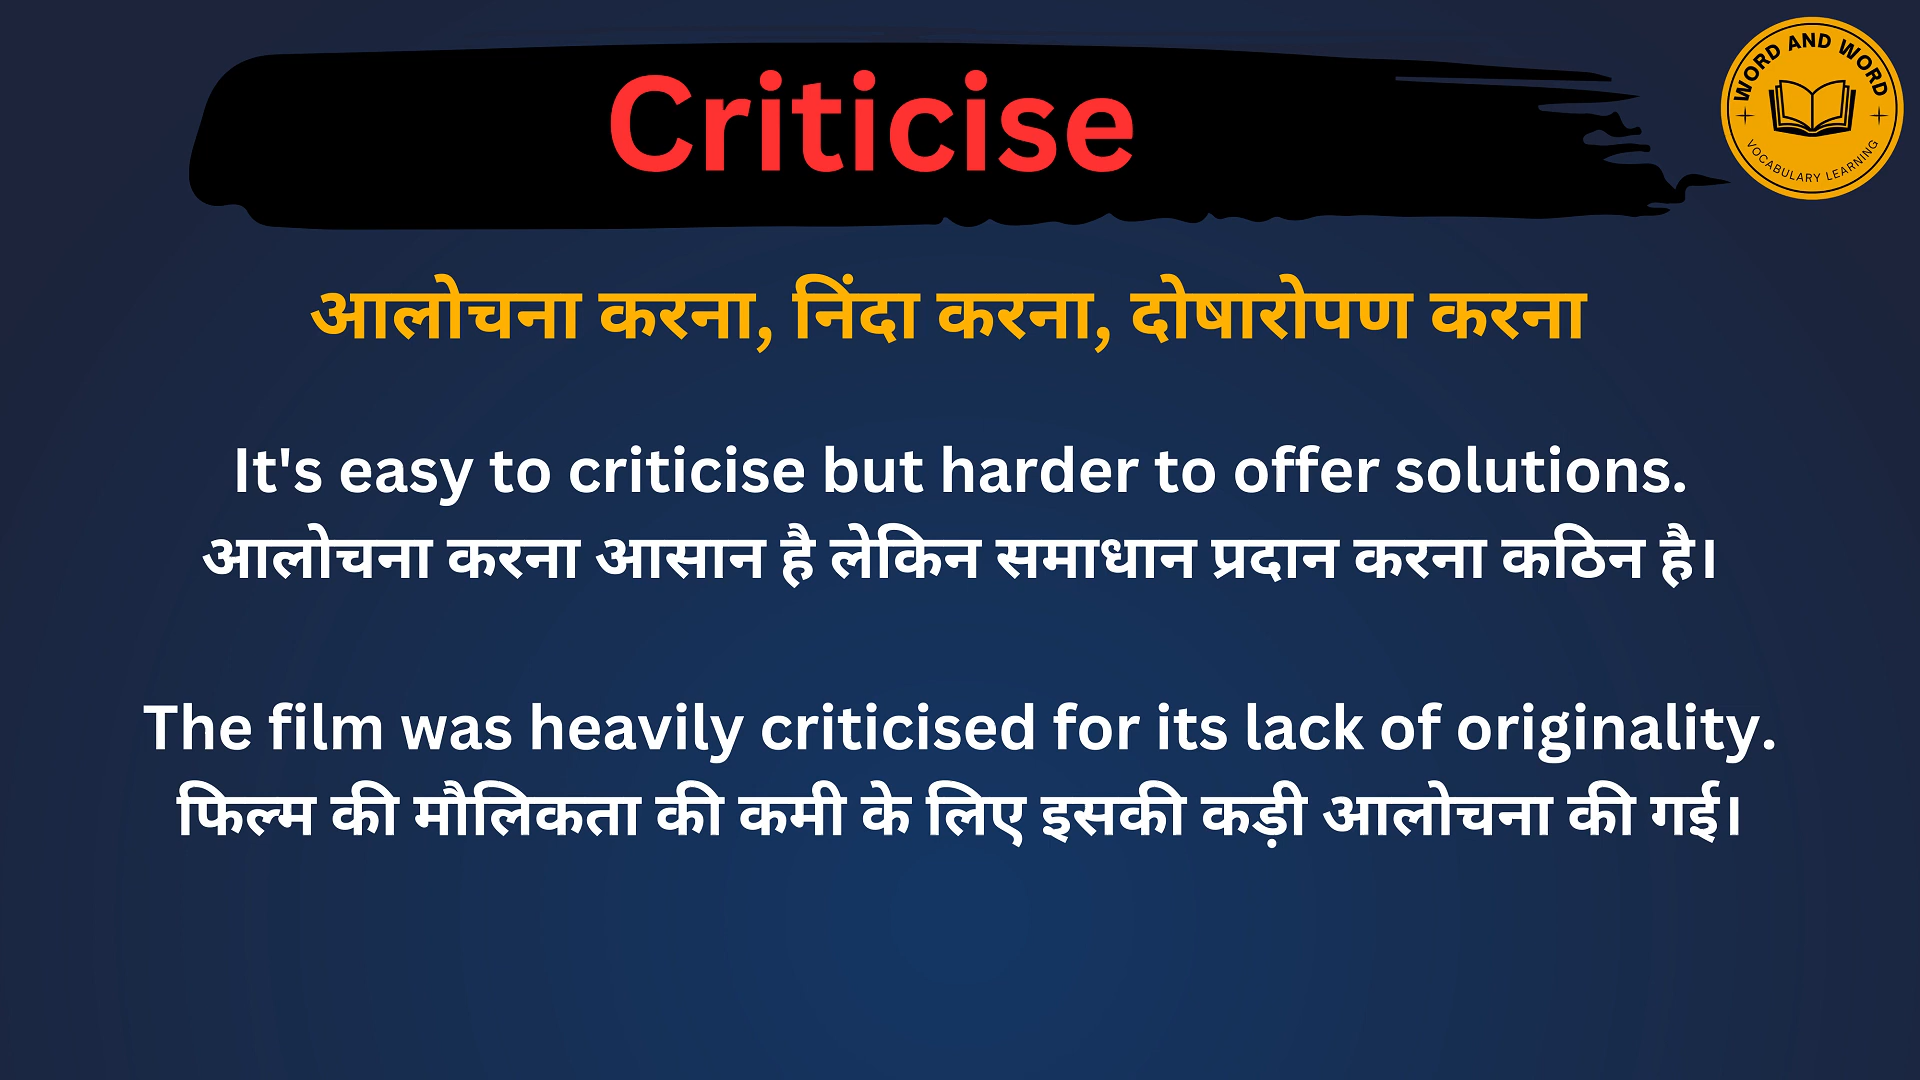 Criticise
WORD AND WORD
VOCABULARY LEARNING
आलोचना करना, निंदा करना, दोषारोपण करना
It's easy to criticise but harder to offer solutions.
आलोचना करना आसान है लेकिन समाधान प्रदान करना कठिन है।
The film was heavily criticised for its lack of originality.
फिल्म की मौलिकता की कमी के लिए इसकी कड़ी आलोचना की गई।